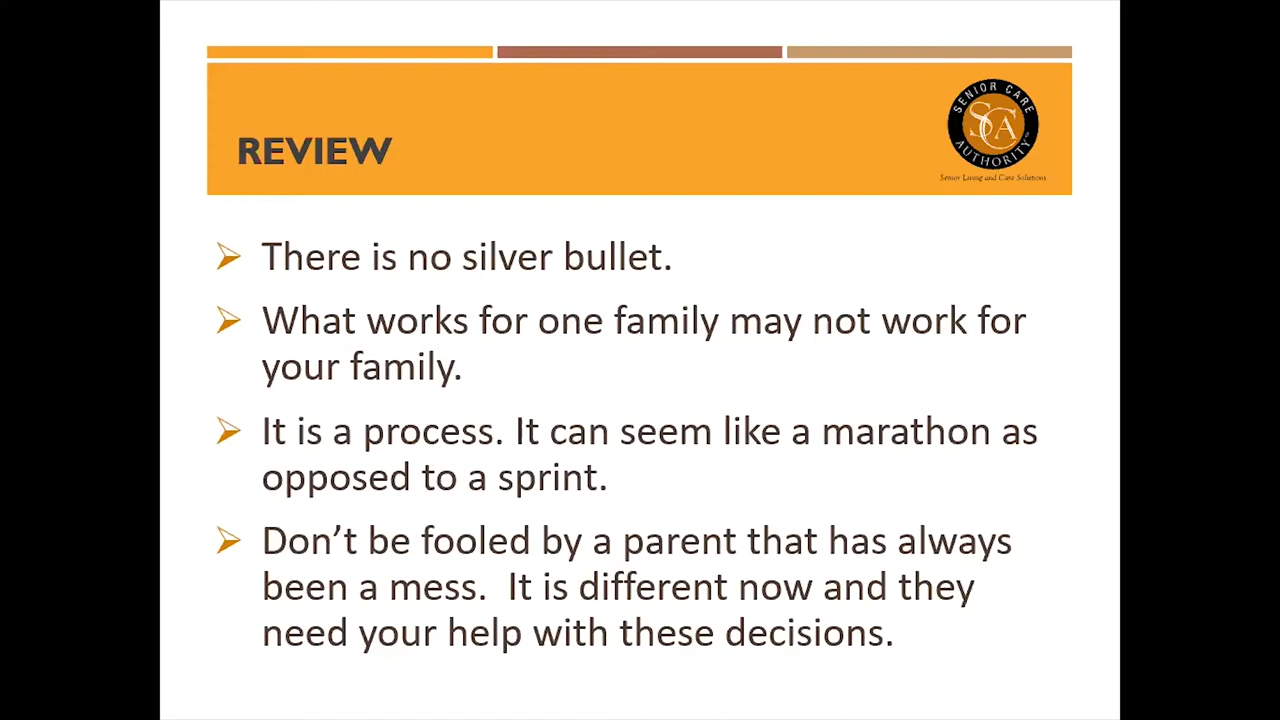 REVIEW
SENIOR CARE
SCA
AUTHORITY
Senior Living and Care Solutions
There is no silver bullet.
What works for one family may not work for
your family.
It is a process. It can seem like a marathon as
opposed to a sprint.
Don’t be fooled by a parent that has always
been a mess.  It is different now and they
need your help with these decisions.